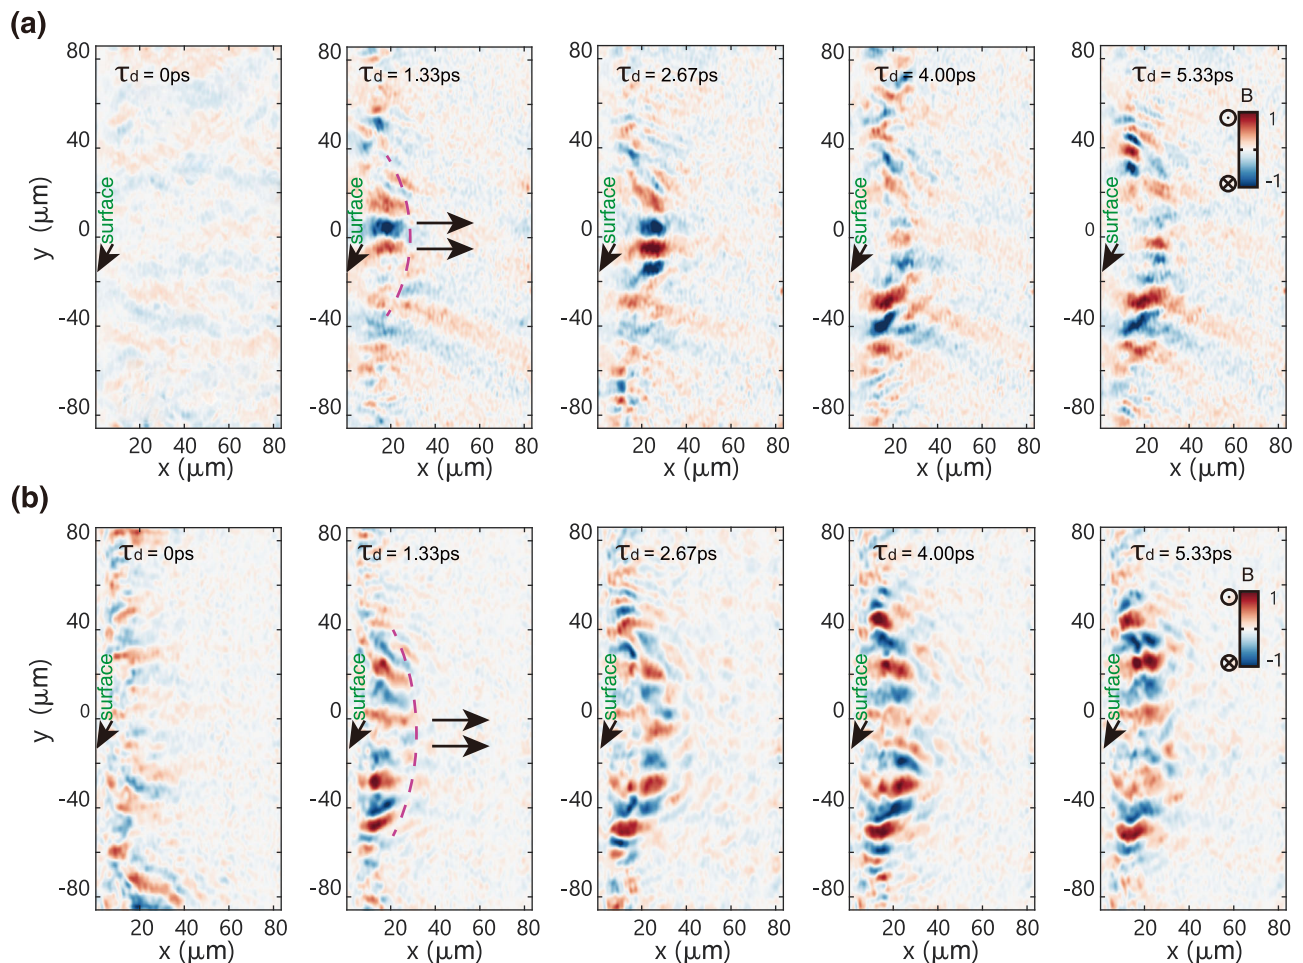 (a)
τd = 0ps
τd = 1.33ps
τd = 2.67ps
τd = 4.00ps
τd = 5.33ps
B
1
-1
80
40
0
-40
-80
y (μm)
surface
20 40 60 80
x (μm)
80
40
0
-40
-80
surface
20 40 60 80
x (μm)
80
40
0
-40
-80
surface
20 40 60 80
x (μm)
80
40
0
-40
-80
surface
20 40 60 80
x (μm)
80
40
0
-40
-80
surface
20 40 60 80
x (μm)
(b)
τd = 0ps
τd = 1.33ps
τd = 2.67ps
τd = 4.00ps
τd = 5.33ps
B
1
-1
80
40
0
-40
-80
y (μm)
surface
20 40 60 80
x (μm)
80
40
0
-40
-80
surface
20 40 60 80
x (μm)
80
40
0
-40
-80
surface
20 40 60 80
x (μm)
80
40
0
-40
-80
surface
20 40 60 80
x (μm)
80
40
0
-40
-80
surface
20 40 60 80
x (μm)